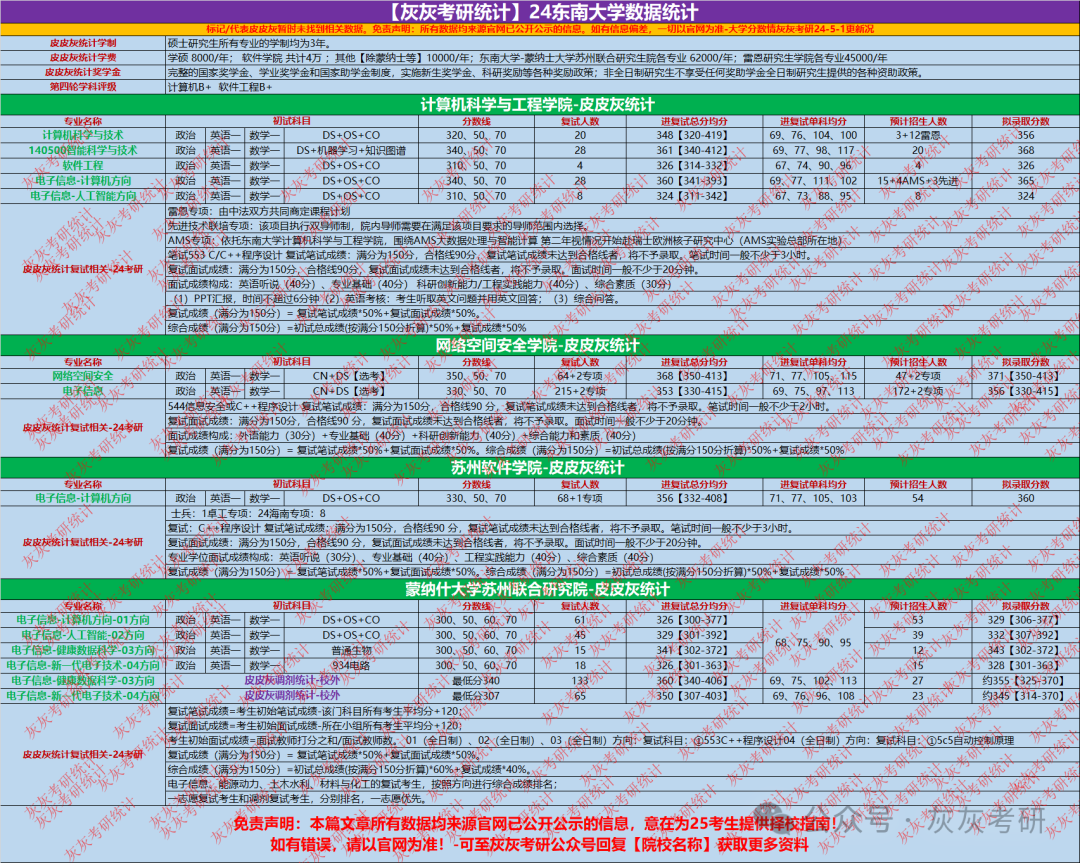 【灰灰考研统计】24东南大学数据统计
标记/代表皮皮灰暂时未找到相关数据。免责声明：所有数据均来源官网已公开公示的信息。如有信息偏差，一切以官网为准-大学分数情灰灰考研24-5-1更新况
皮皮灰统计学制 硕士研究生所有专业的学制均为3年。
皮皮灰统计学费 学硕 8000/年； 软件学院 共计4万 ；其他【除蒙纳士等】10000/年；东南大学-蒙纳士大学苏州联合研究生院各专业 62000/年；雷恩研究生学院各专业45000/年
皮皮灰统计奖学金 完整的国家奖学金、学业奖学金和国家助学金制度，实施新生奖学金、科研奖励等各种奖励政策；非全日制研究生不享受任何奖助学金全日制研究生提供的各种资助政策。
第四轮学科评级 计算机B+ 软件工程B+
计算机科学与工程学院-皮皮灰统计
专业名称 初试科目 分数线 复试人数 进复试总分均分 进复试单科均分 预计招生人数 拟录取分数
计算机科学与技术 政治 英语一 数学一 DS+OS+CO 320、50、70 20 348【320-419】 69、76、104、100 3+12雷恩 356
140500智能科学与技术 政治 英语一 数学一 DS+机器学习+知识图谱 340、50、70 28 361【340-412】 69、77、98、117 20 368
软件工程 政治 英语一 数学一 DS+OS+CO 310、50、70 4 326【314-332】 67、74、90、96 4 326
电子信息-计算机方向 政治 英语一 数学一 DS+OS+CO 340、50、70 28 360【341-393】 69、77、111、102 15+4AMS+3先进 365
电子信息-人工智能方向 政治 英语一 数学一 DS+OS+CO 310、50、70 8 324【311-342】 67、73、88、95 8 324
皮皮灰统计复试相关-24考研
雷恩专项：由中法双方共同商定课程计划
先进技术联培专项：该项目执行双导师制，院内导师需要在满足该项目要求的导师范围内选择。
AMS专项：依托东南大学计算机科学与工程学院，围绕AMS大数据处理与智能计算 第二年视情况开始赴瑞士欧洲核子研究中心（AMS实验总部所在地）
笔试553 C/C++程序设计 复试笔试成绩：满分为150分，合格线90分，复试笔试成绩未达到合格线者，将不予录取。笔试时间一般不少于3小时。
复试面试成绩：满分为150分，合格线90分，复试面试成绩未达到合格线者，将不予录取。面试时间一般不少于20分钟。
面试成绩构成：英语听说（40分）、专业基础（40分） 科研创新能力/工程实践能力（40分）、综合素质（30分）
（1）PPT汇报，时间不超过6分钟（2）英语考核：考生听取英文问题并用英文回答；（3）综合问答。
复试成绩（满分为150分）= 复试笔试成绩*50%+复试面试成绩*50%。
综合成绩（满分为150分）=初试总成绩(按满分150分折算)*50%+复试成绩*50%
网络空间安全学院-皮皮灰统计
专业名称 初试科目 分数线 复试人数 进复试总分均分 进复试单科均分 预计招生人数 拟录取分数
网络空间安全 政治 英语一 数学一 CN+DS【选考】 350、50、70 64+2专项 368【350-413】 71、77、105、115 47+2专项 371【350-413】
电子信息 政治 英语一 数学一 CN+DS【选考】 330、50、70 215+2专项 353【330-415】 69、75、97、113 172+2专项 356【330-415】
皮皮灰统计复试相关-24考研
544信息安全或C++程序设计 复试笔试成绩：满分为150分，合格线90 分，复试笔试成绩未达到合格线者，将不予录取。笔试时间一般不少于2小时。
复试面试成绩：满分为150分，合格线90 分，复试面试成绩未达到合格线者，将不予录取。面试时间一般不少于20分钟。
面试成绩构成：外语能力（30分）+专业基础（40分）+科研创新能力（40分）+综合能力和素质（40分）
复试成绩（满分为150分）= 复试笔试成绩*50%+复试面试成绩*50%。综合成绩（满分为150分）=初试总成绩(按满分150分折算)*50%+复试成绩*50%
苏州软件学院-皮皮灰统计
专业名称 初试科目 分数线 复试人数 进复试总分均分 进复试单科均分 预计招生人数 拟录取分数
电子信息-计算机方向 政治 英语一 数学一 DS+OS+CO 330、50、70 68+1专项 356【332-408】 71、77、105、103 54 360
皮皮灰统计复试相关-24考研
士兵：1卓工专项：24海南专项：8
复试：C++程序设计 复试笔试成绩：满分为150分，合格线90 分，复试笔试成绩未达到合格线者，将不予录取。笔试时间一般不少于3小时。
复试面试成绩：满分为150分，合格线90 分，复试面试成绩未达到合格线者，将不予录取。面试时间一般不少于20分钟。
专业学位面试成绩构成：英语听说（30分）、专业基础（40分） 工程实践能力（40分）、综合素质（40分）
复试成绩（满分为150分）= 复试笔试成绩*50%+复试面试成绩*50%。综合成绩（满分为150分）=初试总成绩(按满分150分折算)*50%+复试成绩*50%
蒙纳什大学苏州联合研究院-皮皮灰统计
专业名称 初试科目 分数线 复试人数 进复试总分均分 进复试单科均分 预计招生人数 拟录取分数
电子信息-计算机方向-01方向 政治 英语一 数学一 DS+OS+CO 300、50、60、70 61 326【300-377】 68、75、90、95 53 329【306-377】
电子信息-人工智能-02方向 政治 英语一 数学一 DS+OS+CO 300、50、60、70 45 329【301-392】 39 332【307-392】
电子信息-健康数据科学-03方向 政治 英语一 数学一 普通生物 300、50、60、70 15 341【302-372】 12 343【302-372】
电子信息-新一代电子技术-04方向 政治 英语一 数学一 934电路 300、50、60、70 18 326【301-363】 15 328【301-363】
电子信息-健康数据科学-03方向 皮皮灰调剂统计-校外 最低分340 133 360【340-406】 69、75、102、113 27 约355【325-370】
电子信息-新一代电子技术-04方向 皮皮灰调剂统计-校外 最低分307 65 350【307-403】 69、76、96、108 23 约345【314-370】
皮皮灰统计复试相关-24考研
复试笔试成绩=考生初始笔试成绩-该门科目所有考生平均分+120；
复试面试成绩=考生初始面试成绩-所在小组所有考生平均分+120；
考生初始面试成绩=面试教师打分之和/面试教师数。01（全日制）、02（全日制）、03（全日制）方向：复试科目：①553C++程序设计04（全日制）方向：复试科目：①5c5自动控制原理
复试成绩（满分为150分）= 复试笔试成绩*50%+复试面试成绩*50%。
综合成绩（满分为150分）=初试总成绩(按满分150分折算)*60%+复试成绩*40%。
电子信息、能源动力、土木水利、材料与化工的复试考生，按照方向进行综合成绩排名；
一志愿复试考生和调剂复试考生，分别排名，一志愿优先。
免责声明：本篇文章所有数据均来源官网已公开公示的信息，意在为25考生提供择校指南！
如有错误，请以官网为准！-可至灰灰考研公众号回复【院校名称】获取更多资料
公众号 · 灰灰考研